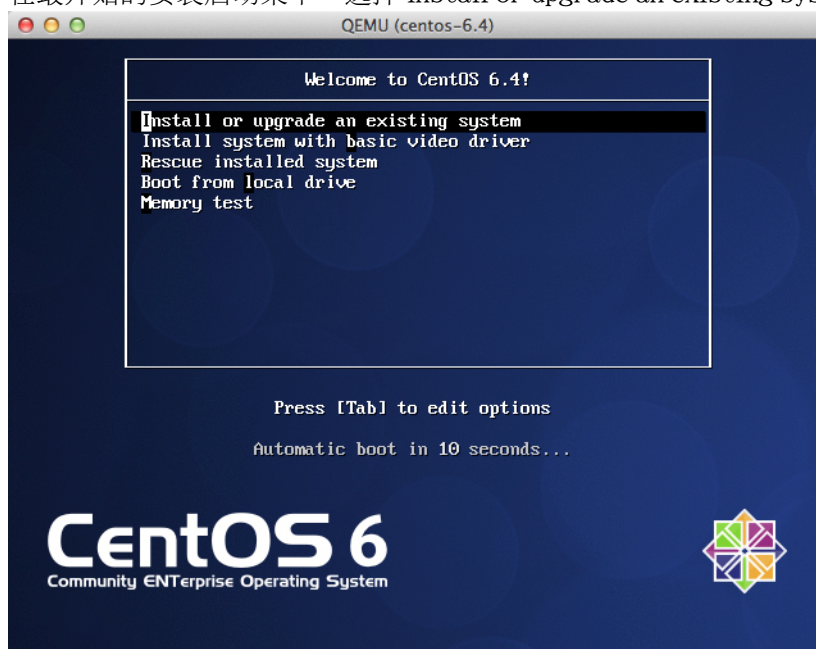 QEMU (centos-6.4)
Welcome to CentOS 6.4!
Install or upgrade an existing system
Install system with basic video driver
Rescue installed system
Boot from local drive
Memory test
Press [Tab] to edit options
Automatic boot in 10 seconds...
CentOS 6
Community ENTerprise Operating System